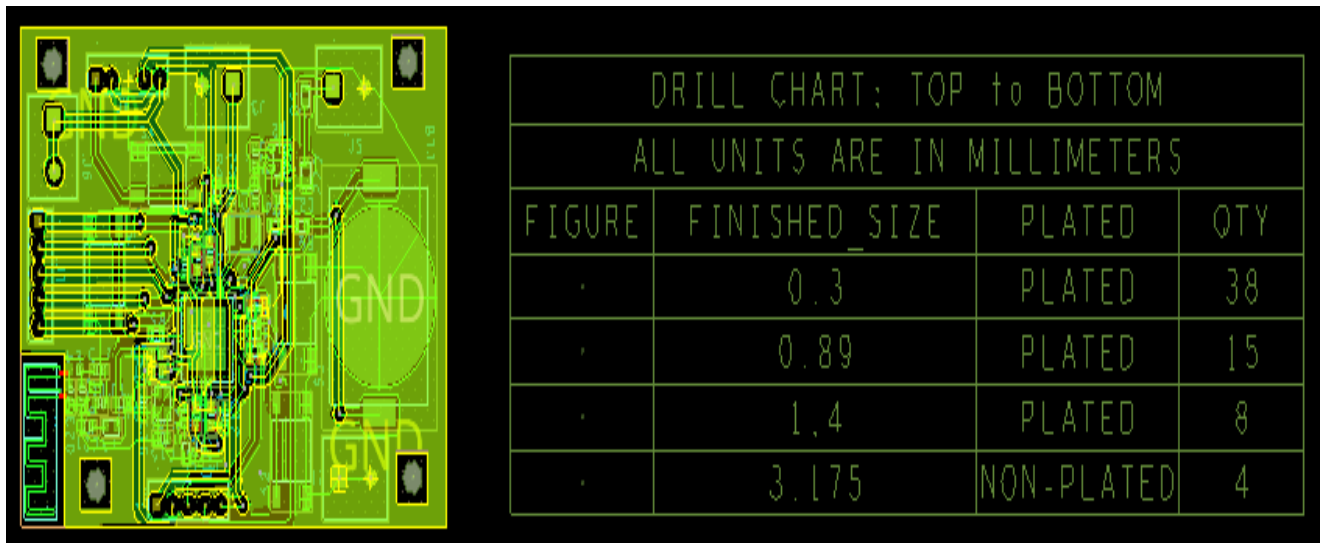 J5
GND
GND
DRILL CHART: TOP to BOTTOM
ALL UNITS ARE IN MILLIMETERS
FIGURE FINISHED_SIZE PLATED QTY
0.3 PLATED 38
0.89 PLATED 15
1.4 PLATED 8
3.175 NON-PLATED 4